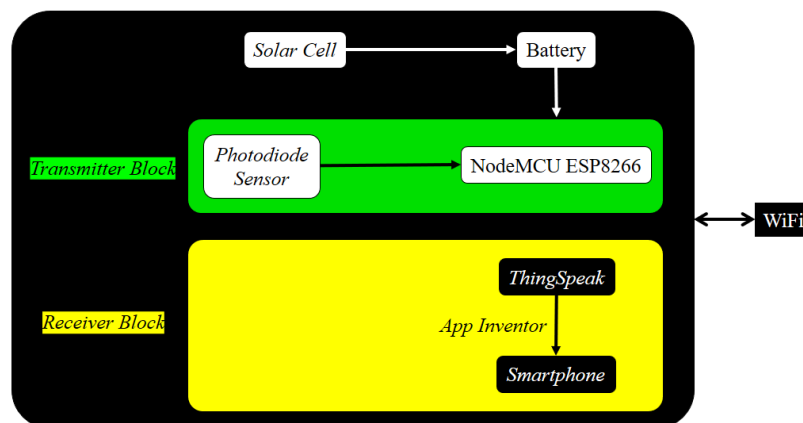 Solar Cell
Battery
Transmitter Block
Photodiode
Sensor
NodeMCU ESP8266
WiFi
ThingSpeak
Receiver Block
App Inventor
Smartphone